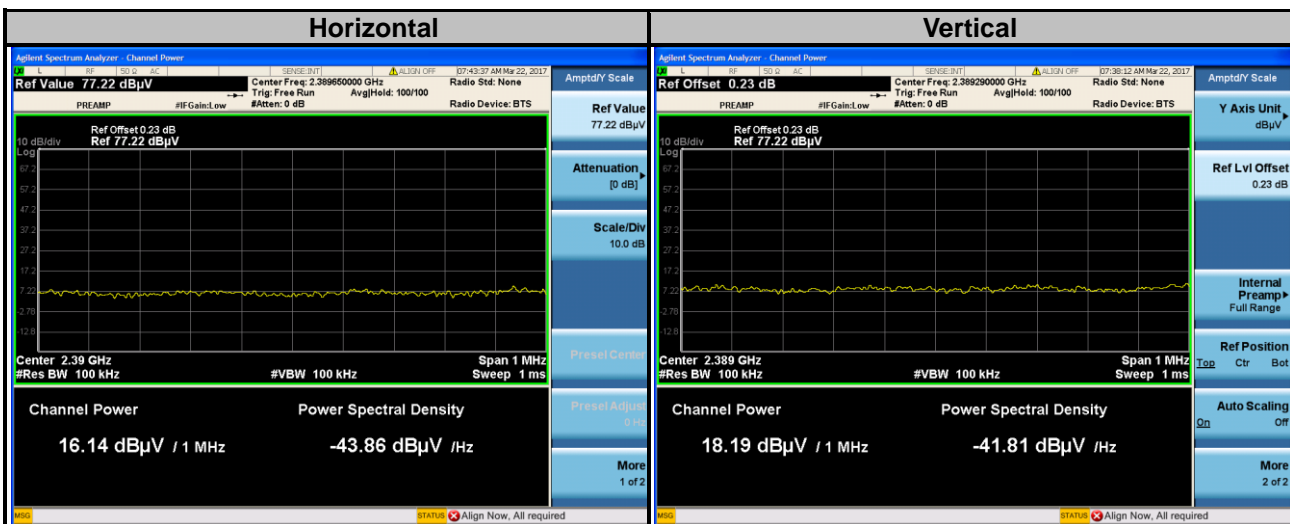 Horizontal
Agilent Spectrum Analyzer - Channel Power
LXI L RF 50 Ω AC SENSE:INT ALIGN OFF 07:43:37 AM Mar 22, 2017
Ref Value 77.22 dBµV
Center Freq: 2.389650000 GHz
Radio Std: None
Trig: Free Run
Avg|Hold: 100/100
PREAMP
#IFGain:Low
#Atten: 0 dB
Radio Device: BTS
Ref Offset 0.23 dB
10 dB/div Ref 77.22 dBµV
Log
67.2
57.2
47.2
37.2
27.2
17.2
7.22
-2.78
-12.8
Center 2.39 GHz
Span 1 MHz
#Res BW 100 kHz
#VBW 100 kHz
Sweep 1 ms
Channel Power
Power Spectral Density
16.14 dBµV / 1 MHz
-43.86 dBµV /Hz
MSG
STATUS Align Now, All required
Amptd/Y Scale
Ref Value
77.22 dBµV
Attenuation
[0 dB]
Scale/Div
10.0 dB
Presel Center
Presel Adjust
0 Hz
More
1 of 2
Vertical
Agilent Spectrum Analyzer - Channel Power
LXI L RF 50 Ω AC SENSE:INT ALIGN OFF 07:38:12 AM Mar 22, 2017
Ref Offset 0.23 dB
Center Freq: 2.389290000 GHz
Radio Std: None
Trig: Free Run
Avg|Hold: 100/100
PREAMP
#IFGain:Low
#Atten: 0 dB
Radio Device: BTS
Ref Offset 0.23 dB
10 dB/div Ref 77.22 dBµV
Log
67.2
57.2
47.2
37.2
27.2
17.2
7.22
-2.78
-12.8
Center 2.389 GHz
Span 1 MHz
#Res BW 100 kHz
#VBW 100 kHz
Sweep 1 ms
Channel Power
Power Spectral Density
18.19 dBµV / 1 MHz
-41.81 dBµV /Hz
MSG
STATUS Align Now, All required
Amptd/Y Scale
Y Axis Unit
dBµV
Ref Lvl Offset
0.23 dB
Internal
Preamp
Full Range
Ref Position
Top Ctr Bot
Auto Scaling
On Off
More
2 of 2